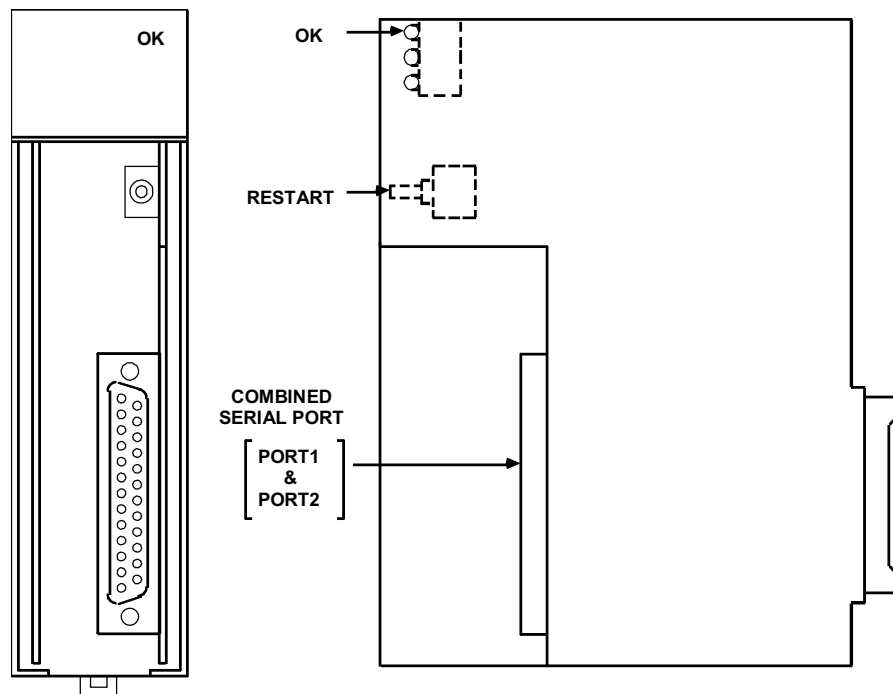 OK
OK
RESTART
COMBINED
SERIAL PORT
PORT1
&
PORT2